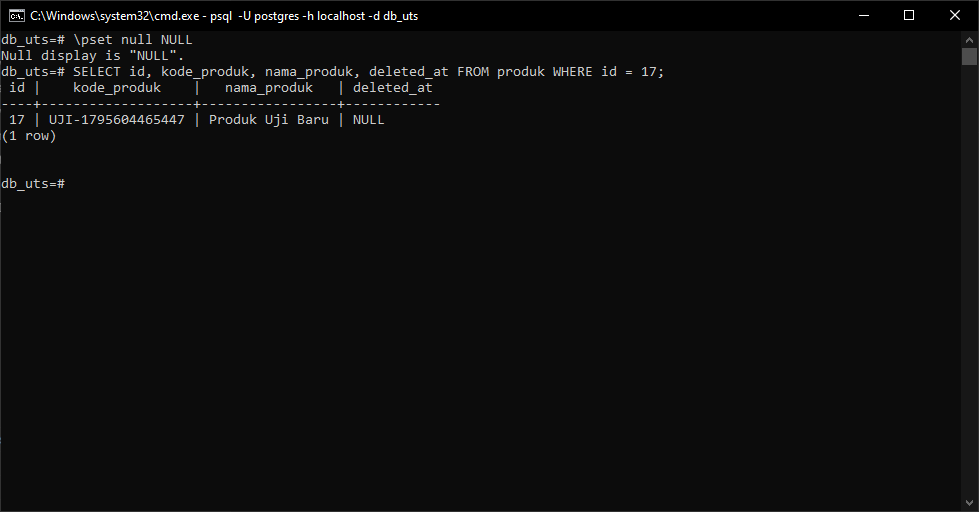 C:\Windows\system32\cmd.exe - psql -U postgres -h localhost -d db_uts
db_uts=# \pset null NULL
Null display is "NULL".
db_uts=# SELECT id, kode_produk, nama_produk, deleted_at FROM produk WHERE id = 17;
 id |    kode_produk    |   nama_produk   | deleted_at
----+-------------------+-----------------+------------
 17 | UJI-1795604465447 | Produk Uji Baru | NULL
(1 row)
db_uts=#